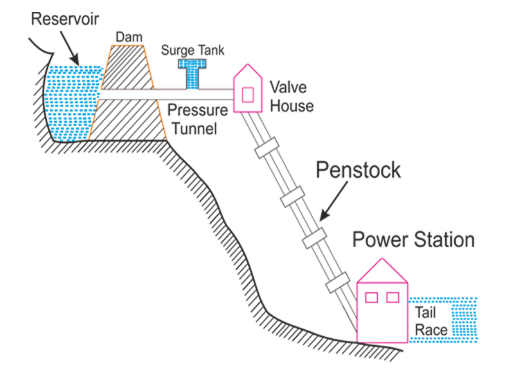 Reservoir
Dam
Surge Tank
Valve
House
Pressure
Tunnel
Penstock
Power Station
Tail
Race